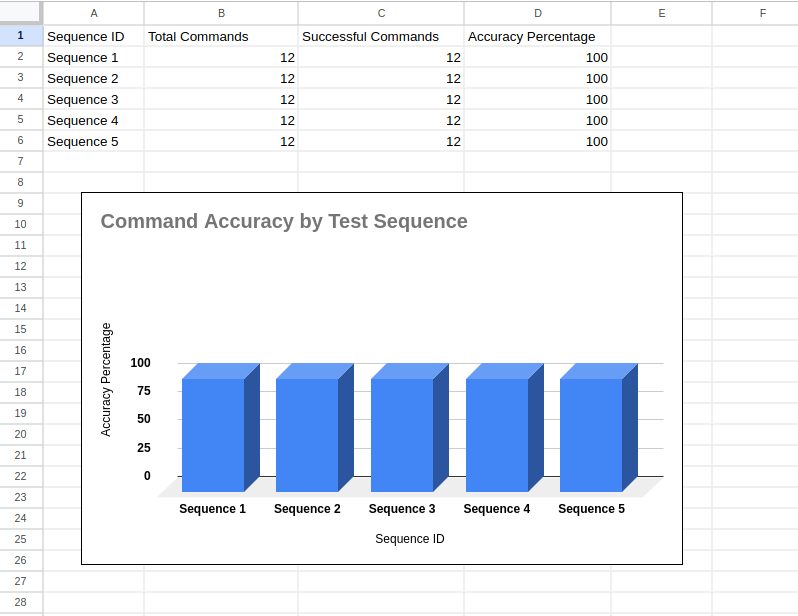 A B C D E F
1 Sequence ID Total Commands Successful Commands Accuracy Percentage
2 Sequence 1 12 12 100
3 Sequence 2 12 12 100
4 Sequence 3 12 12 100
5 Sequence 4 12 12 100
6 Sequence 5 12 12 100
7
8
9
10
11
12
13
14
15
16
17
18
19
20
21
22
23
24
25
26
27
28
Command Accuracy by Test Sequence
Accuracy Percentage
100
75
50
25
0
Sequence 1 Sequence 2 Sequence 3 Sequence 4 Sequence 5
Sequence ID